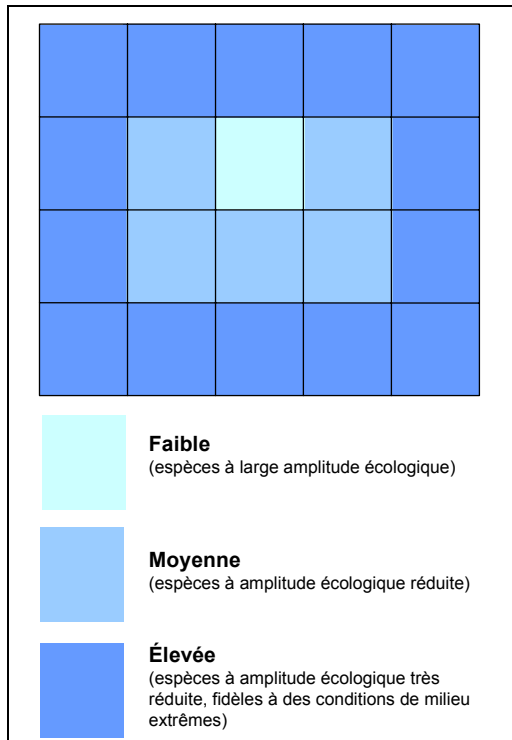 Faible
(espèces à large amplitude écologique)
Moyenne
(espèces à amplitude écologique réduite)
Élevée
(espèces à amplitude écologique très
réduite, fidèles à des conditions de milieu
extrêmes)